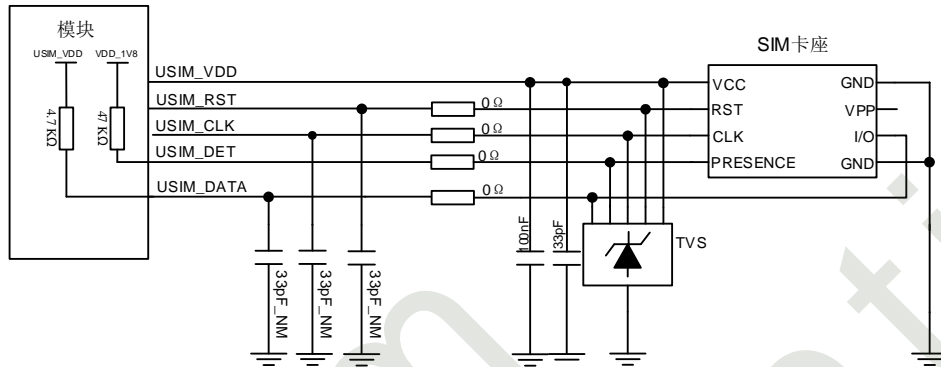 模块
SIM卡座
USIM_VDD
VDD_1V8
USIM_VDD
USIM_RST
USIM_CLK
USIM_DET
USIM_DATA
4.7 KΩ
47 KΩ
0 Ω
0 Ω
0 Ω
0 Ω
VCC
RST
CLK
PRESENCE
GND
VPP
I/O
GND
100nF
33pF
TVS
33pF_NM
33pF_NM
33pF_NM